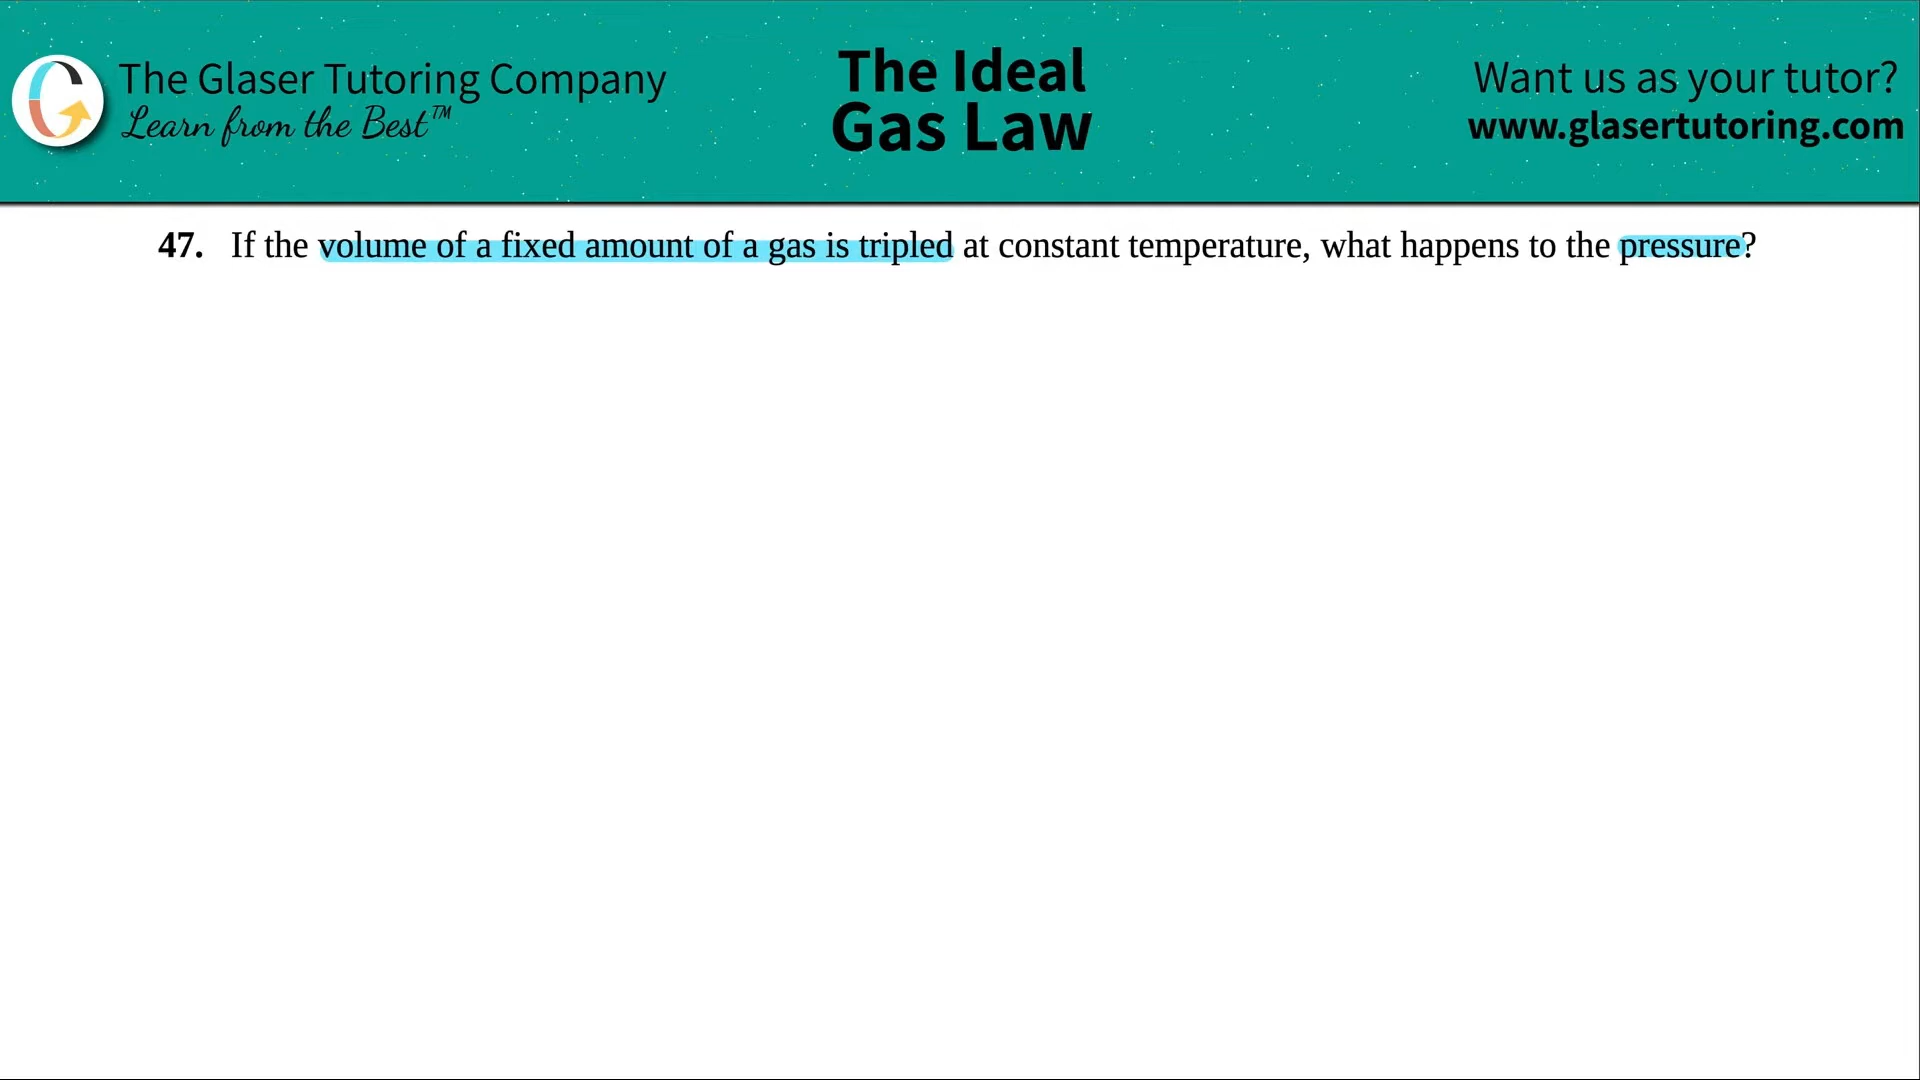 The Glaser Tutoring Company
Learn from the Best™
The Ideal
Gas Law
Want us as your tutor?
www.glasertutoring.com
47. If the volume of a fixed amount of a gas is tripled at constant temperature, what happens to the pressure?